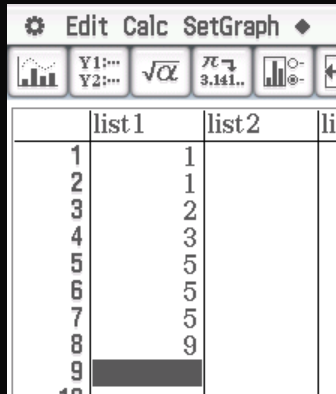 Edit Calc SetGraph
Y1:···
Y2:···
√α
π
3.141..
list1 list2 li
1 1
2 1
3 2
4 3
5 5
6 5
7 5
8 9
9
10